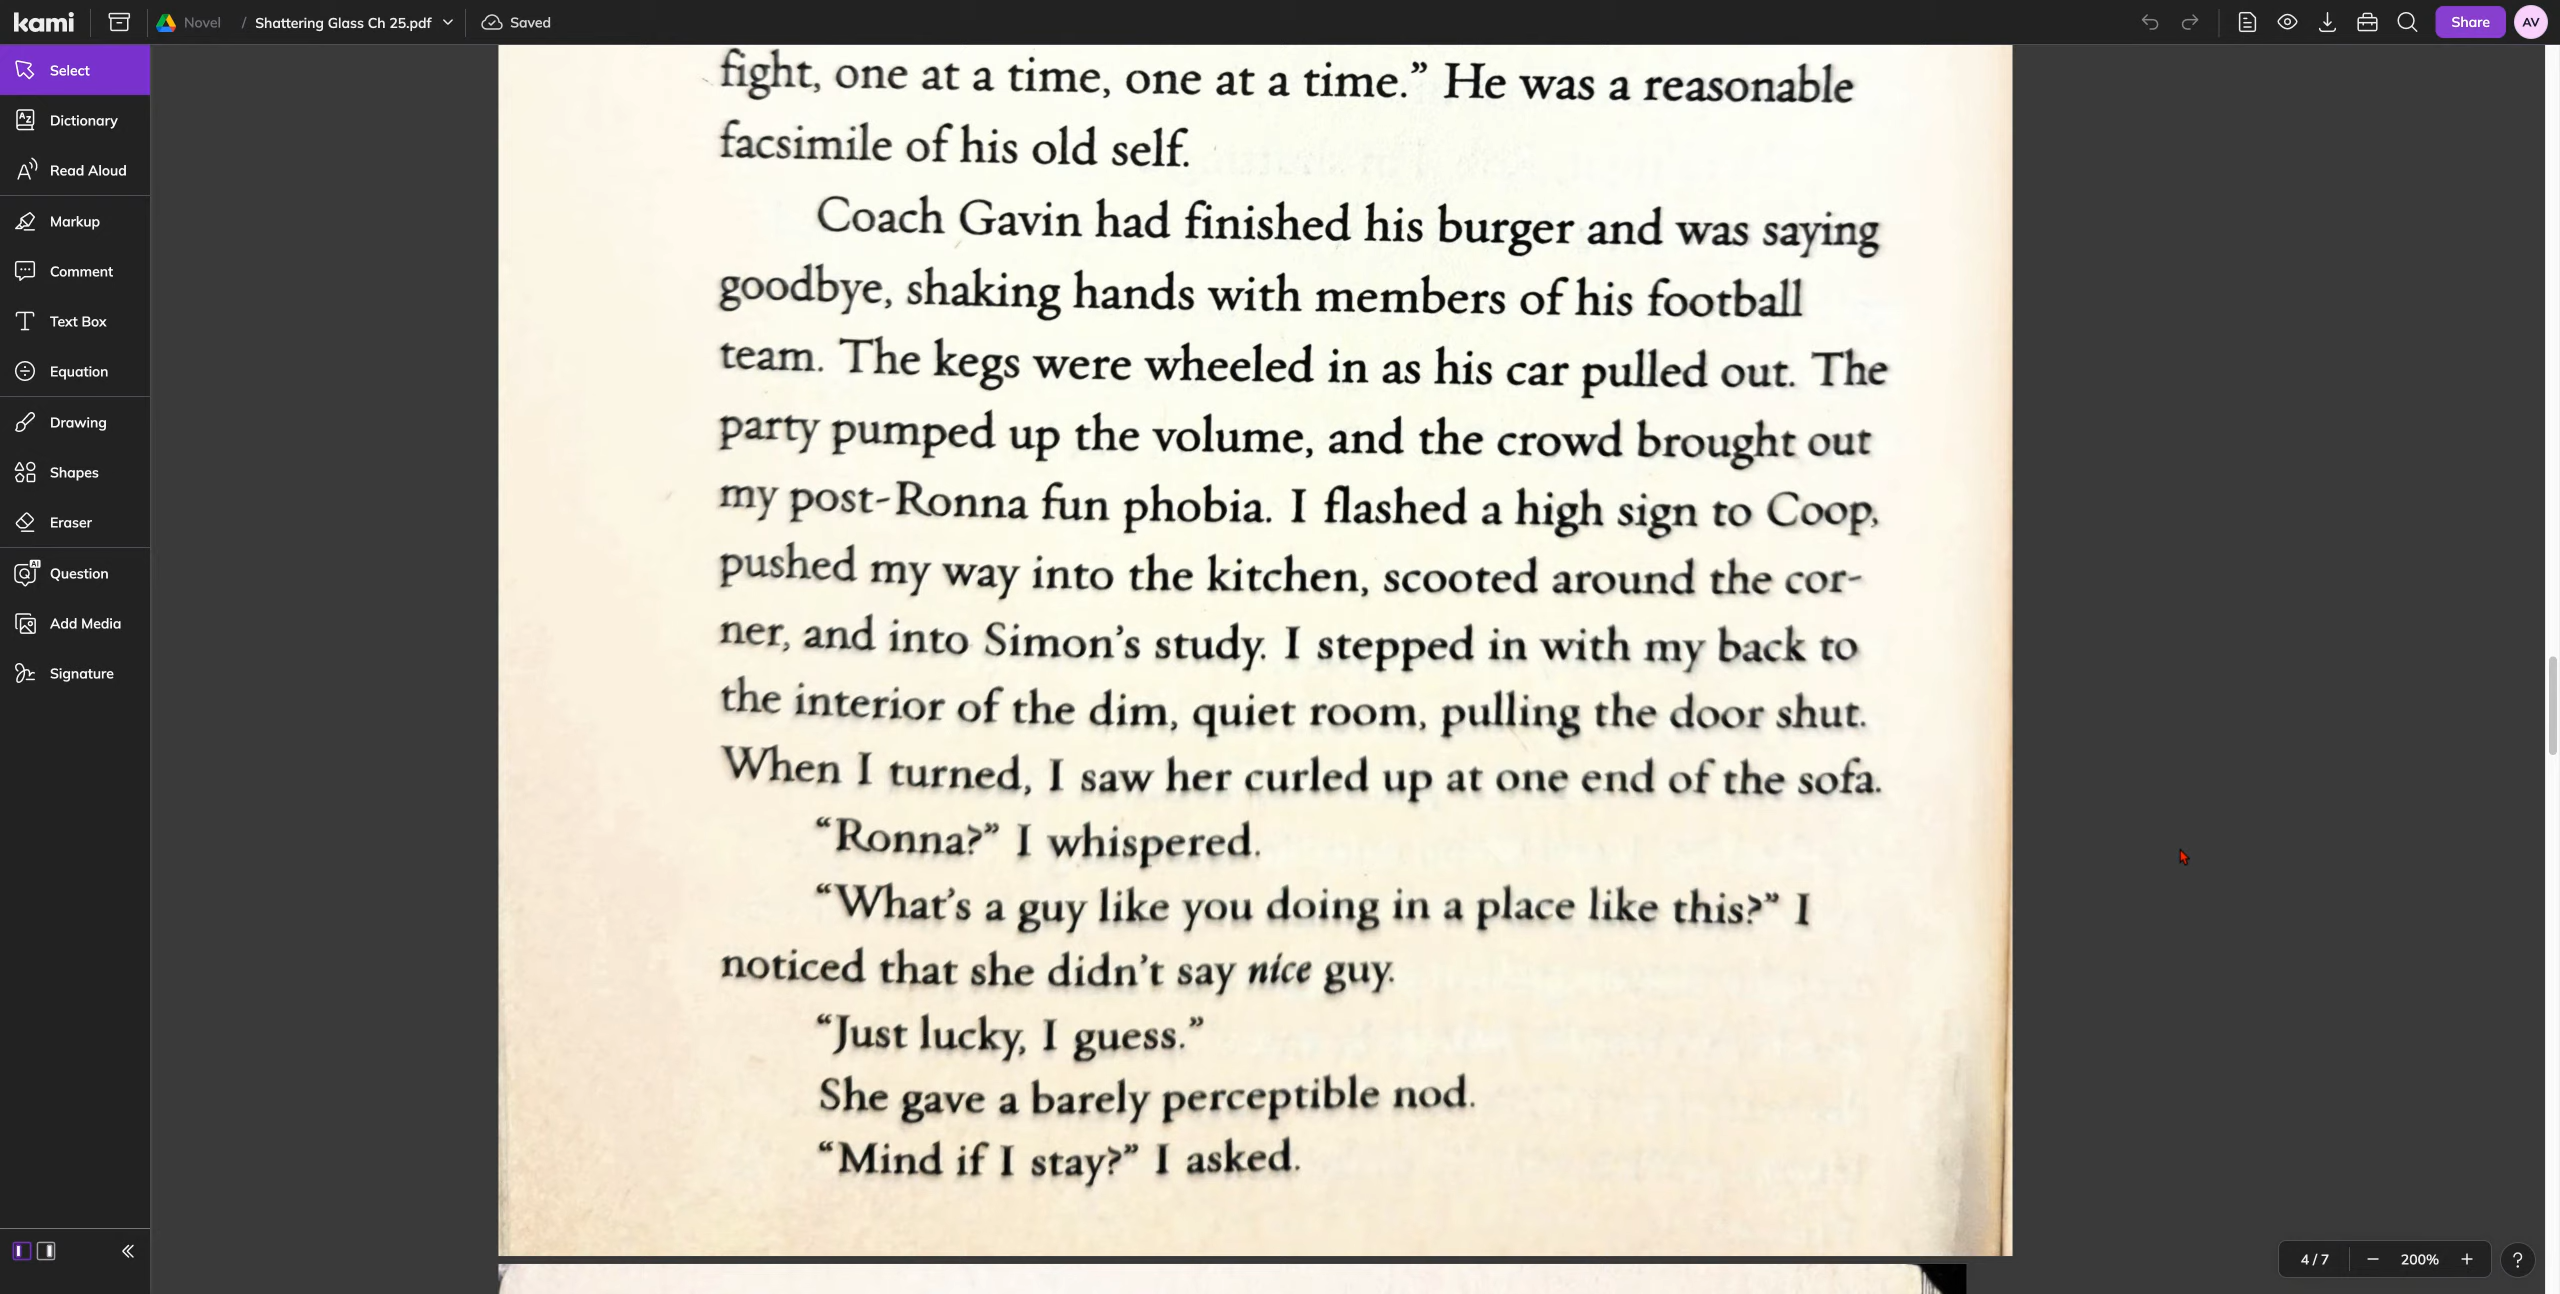 kami
Novel / Shattering Glass Ch 25.pdf
Saved
Share
AV
Select
Dictionary
Read Aloud
Markup
Comment
Text Box
Equation
Drawing
Shapes
Eraser
Question
Add Media
Signature
fight, one at a time, one at a time.” He was a reasonable
facsimile of his old self.
Coach Gavin had finished his burger and was saying
goodbye, shaking hands with members of his football
team. The kegs were wheeled in as his car pulled out. The
party pumped up the volume, and the crowd brought out
my post-Ronna fun phobia. I flashed a high sign to Coop,
pushed my way into the kitchen, scooted around the cor-
ner, and into Simon’s study. I stepped in with my back to
the interior of the dim, quiet room, pulling the door shut.
When I turned, I saw her curled up at one end of the sofa.
“Ronna?” I whispered.
“What’s a guy like you doing in a place like this?” I
noticed that she didn’t say nice guy.
“Just lucky, I guess.”
She gave a barely perceptible nod.
“Mind if I stay?” I asked.
4 / 7
200%